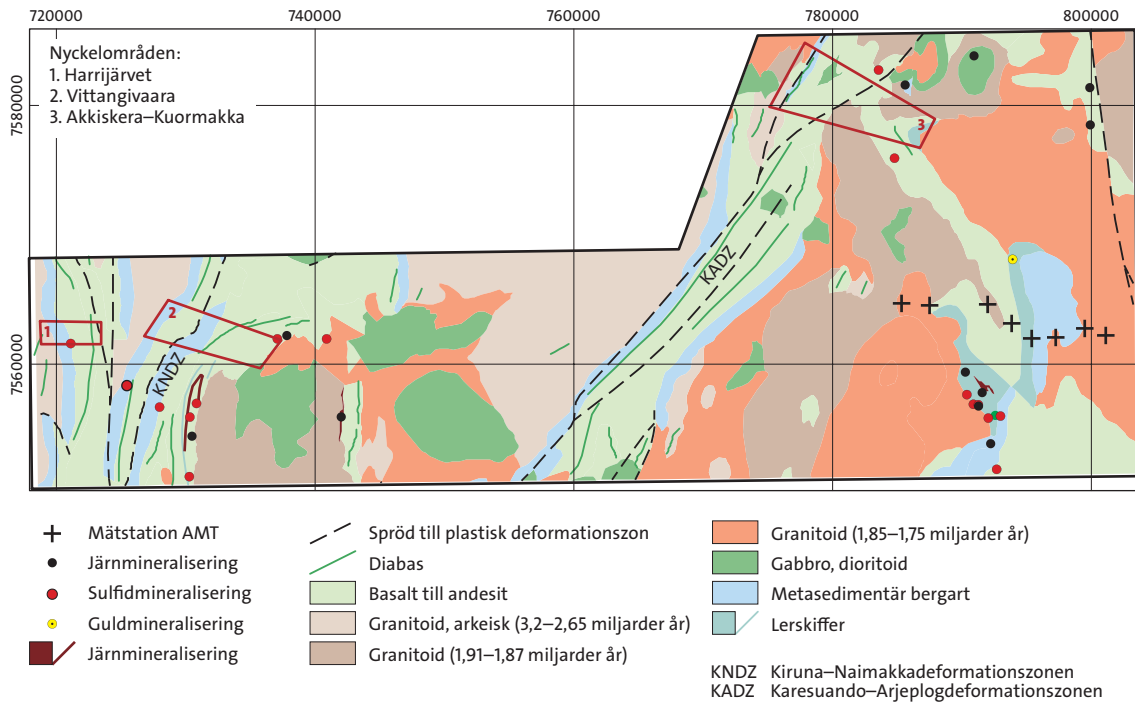 720000 740000 760000 780000 800000
Nyckelområden:
1. Harrijärvet
2. Vittangivaara
3. Akkiskera–Kuormakka
7580000
7560000
1
2
3
KNDZ
KADZ
Mätstation AMT
Järnmineralisering
Sulfidmineralisering
Guldmineralisering
Järnmineralisering
Spröd till plastisk deformationszon
Diabas
Basalt till andesit
Granitoid, arkeisk (3,2–2,65 miljarder år)
Granitoid (1,91–1,87 miljarder år)
Granitoid (1,85–1,75 miljarder år)
Gabbro, dioritoid
Metasedimentär bergart
Lerskiffer
KNDZ Kiruna–Naimakkadeformationszonen
KADZ Karesuando–Arjeplogdeformationszonen